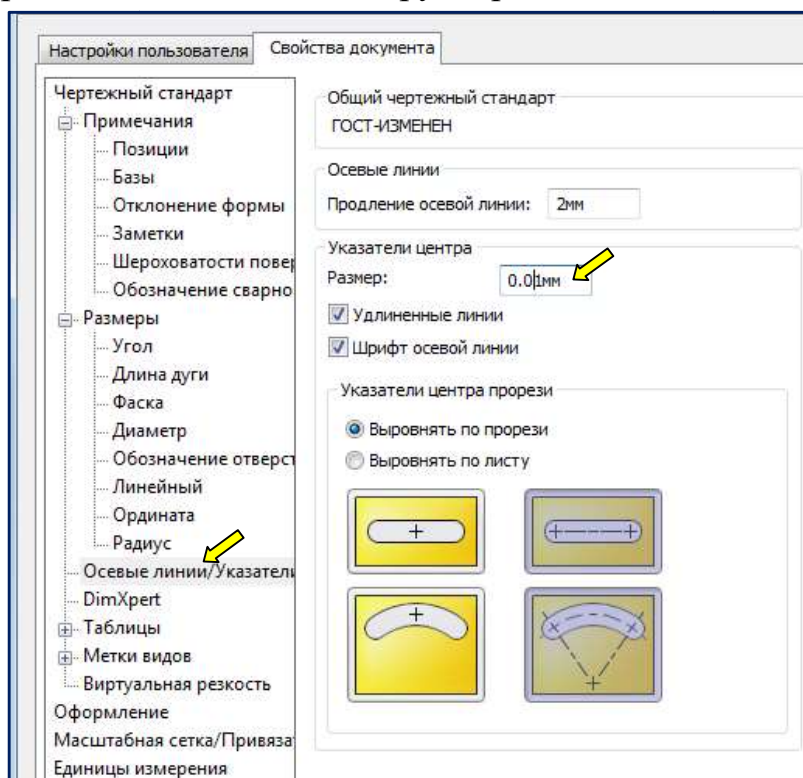 Настройки пользователя
Свойства документа
Чертежный стандарт
Примечания
Позиции
Базы
Отклонение формы
Заметки
Шероховатости повер
Обозначение сварно
Размеры
Угол
Длина дуги
Фаска
Диаметр
Обозначение отверст
Линейный
Ордината
Радиус
Осевые линии/Указатели
DimXpert
Таблицы
Метки видов
Виртуальная резкость
Оформление
Масштабная сетка/Привяза
Единицы измерения
Общий чертежный стандарт
ГОСТ-ИЗМЕНЕН
Осевые линии
Продление осевой линии: 2мм
Указатели центра
Размер: 0.01мм
Удлиненные линии
Шрифт осевой линии
Указатели центра прорези
Выровнять по прорези
Выровнять по листу